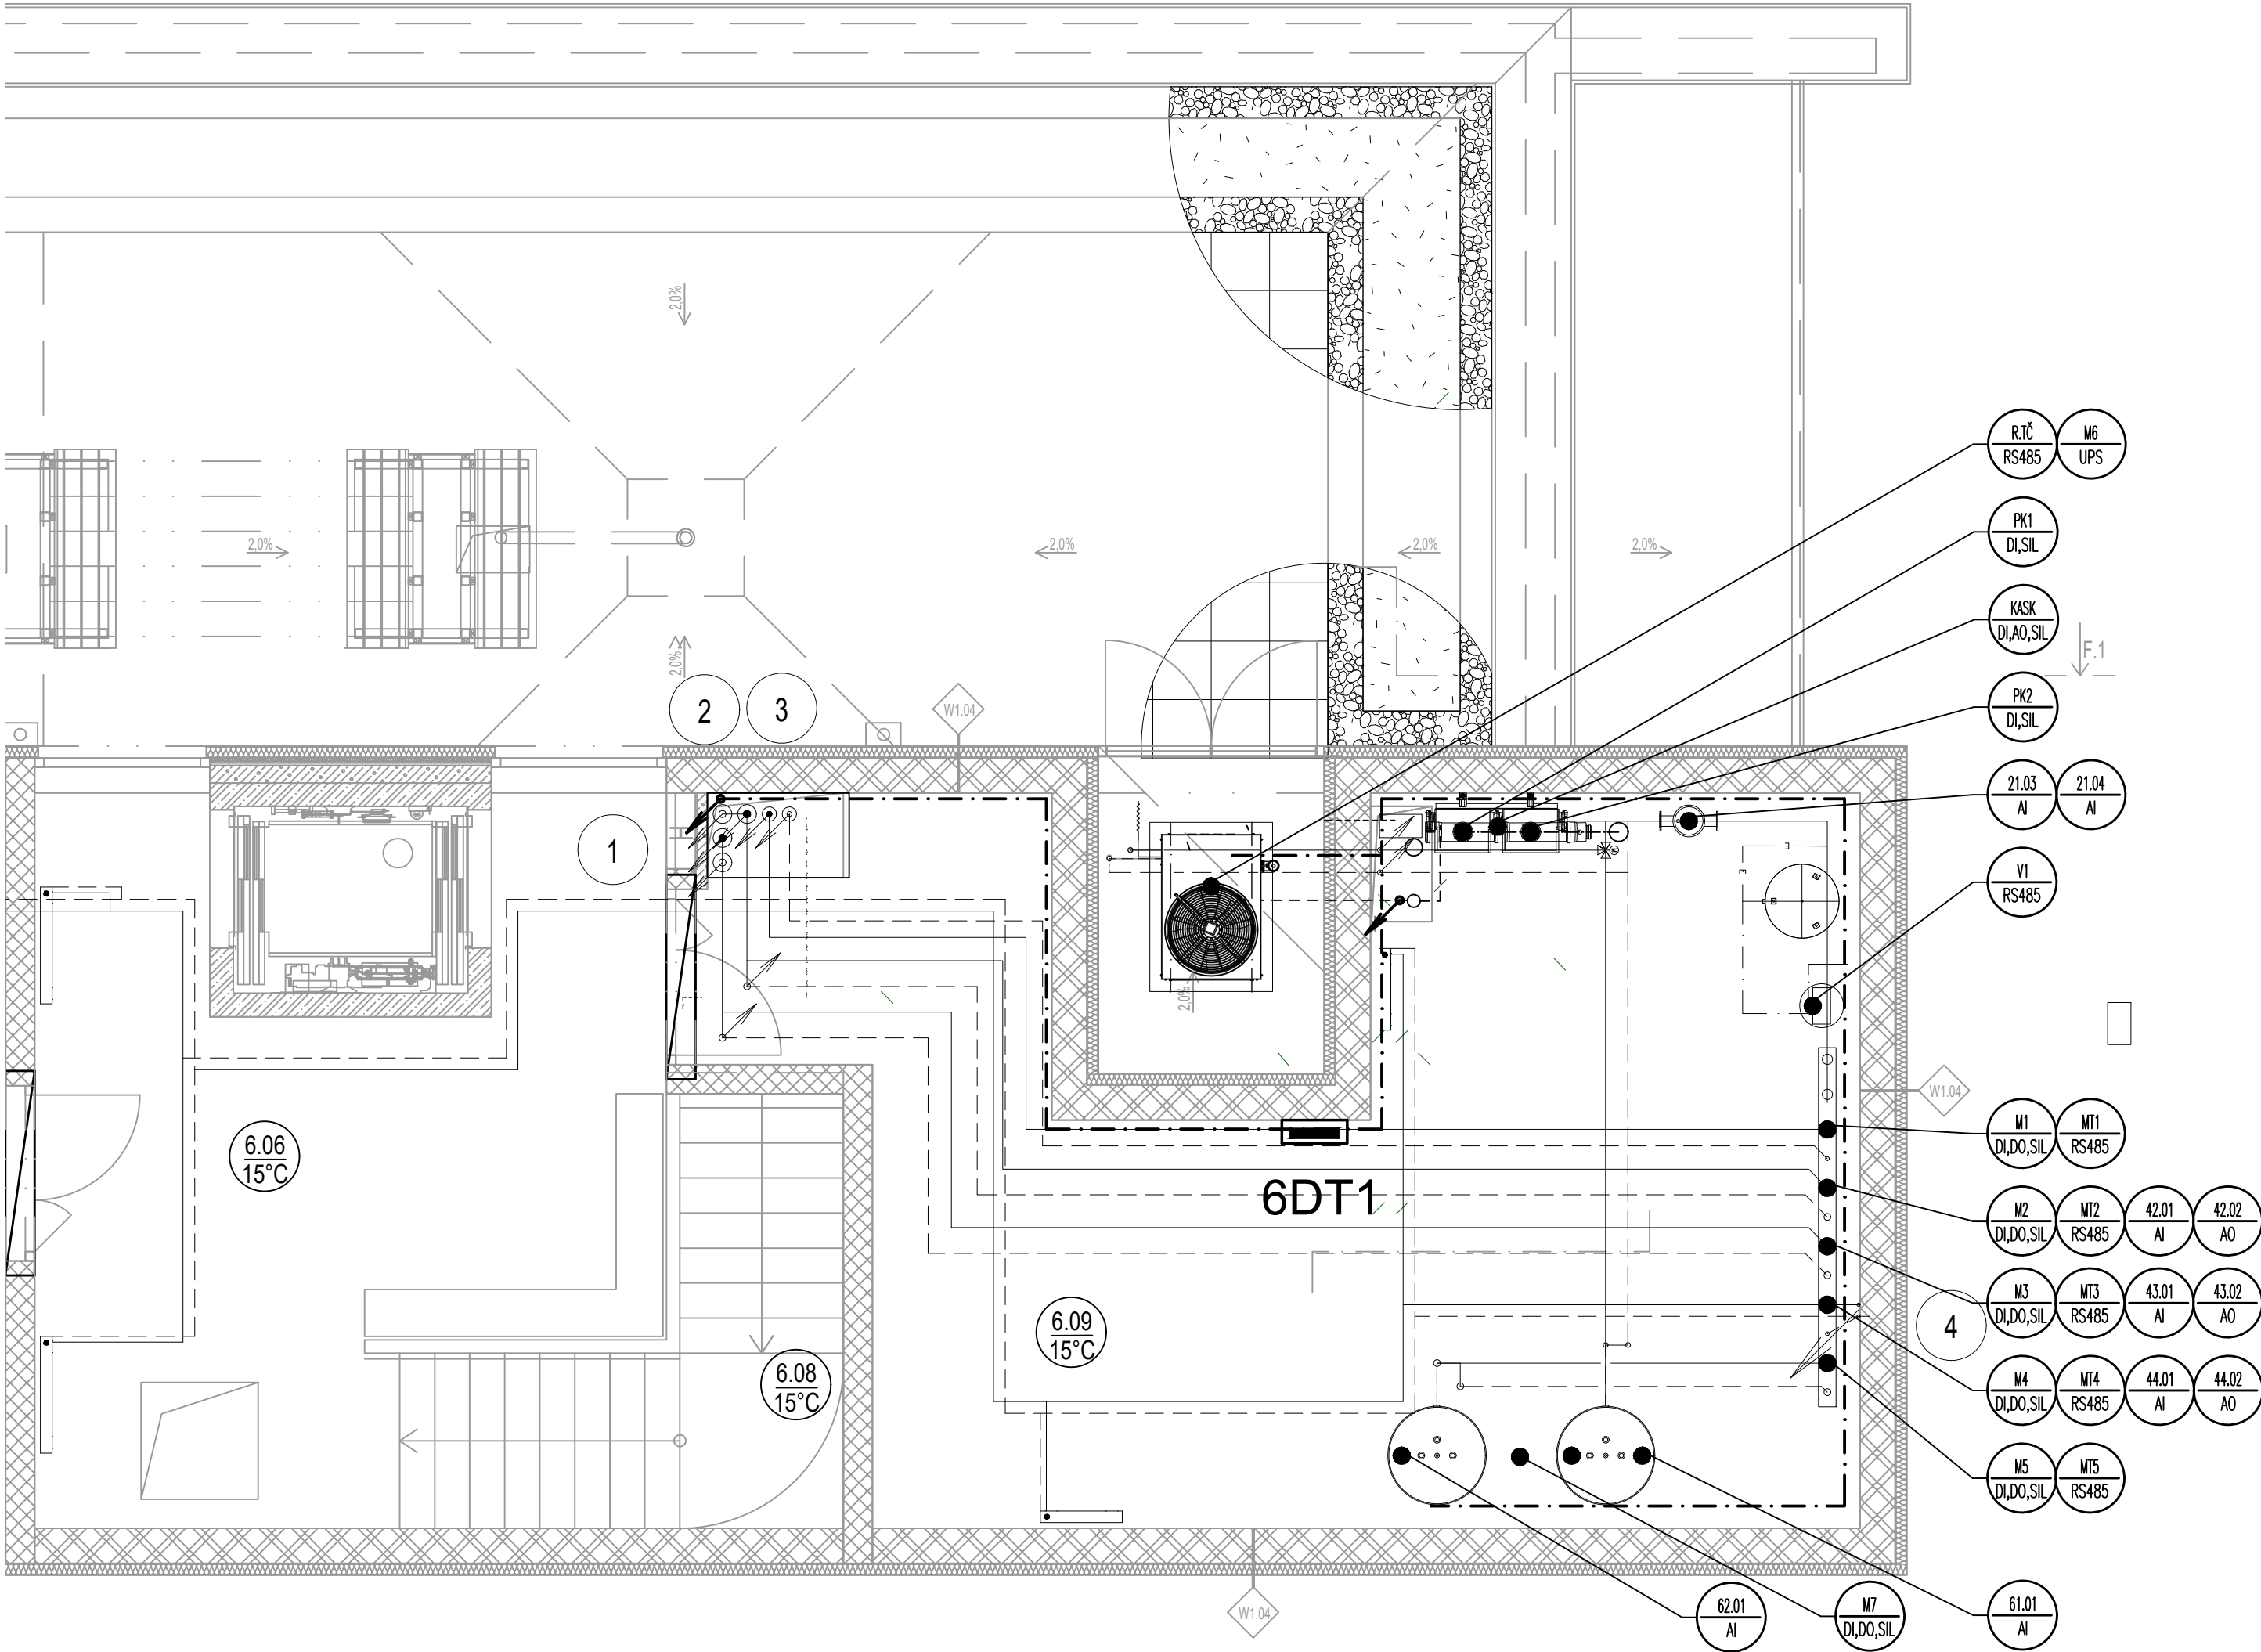 2,0%
R.TČ
RS485
M6
UPS
PK1
DI,SIL
2,0%
2,0%
2,0%
2,0%
KASK
DI,AO,SIL
F.1
2,0%
2
3
W1.04
PK2
DI,SIL
21.03
AI
21.04
AI
1
V1
RS485
2,0%
W1.04
6.06
15°C
M1
DI,DO,SIL
MT1
RS485
6DT1
M2
DI,DO,SIL
MT2
RS485
42.01
AI
42.02
AO
M3
DI,DO,SIL
MT3
RS485
43.01
AI
43.02
AO
4
6.09
15°C
6.08
15°C
M4
DI,DO,SIL
MT4
RS485
44.01
AI
44.02
AO
M5
DI,DO,SIL
MT5
RS485
W1.04
62.01
AI
M7
DI,DO,SIL
61.01
AI